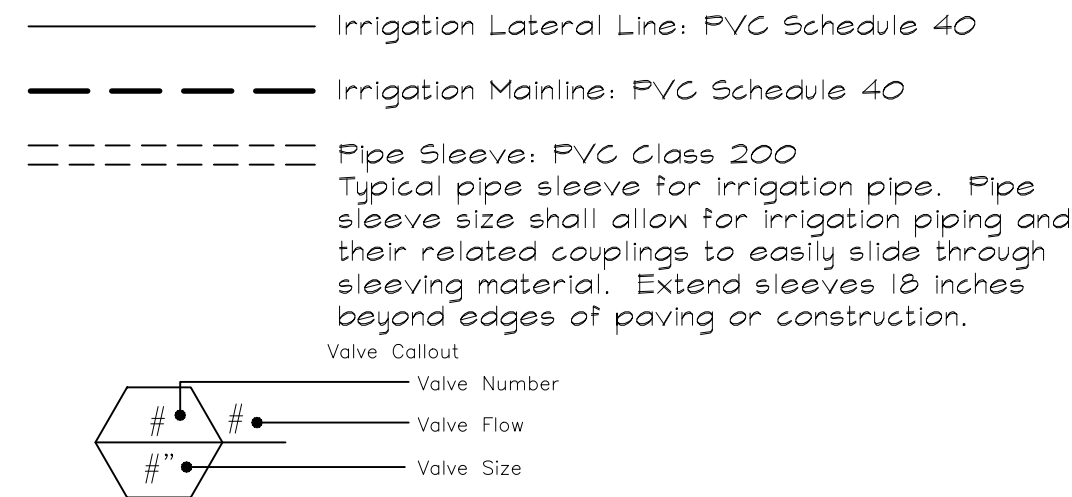 Irrigation Lateral Line: PVC Schedule 40
Irrigation Mainline: PVC Schedule 40
Pipe Sleeve: PVC Class 200
Typical pipe sleeve for irrigation pipe. Pipe
sleeve size shall allow for irrigation piping and
their related couplings to easily slide through
sleeving material. Extend sleeves 18 inches
beyond edges of paving or construction.
Valve Callout
Valve Number
# # Valve Flow
#" Valve Size